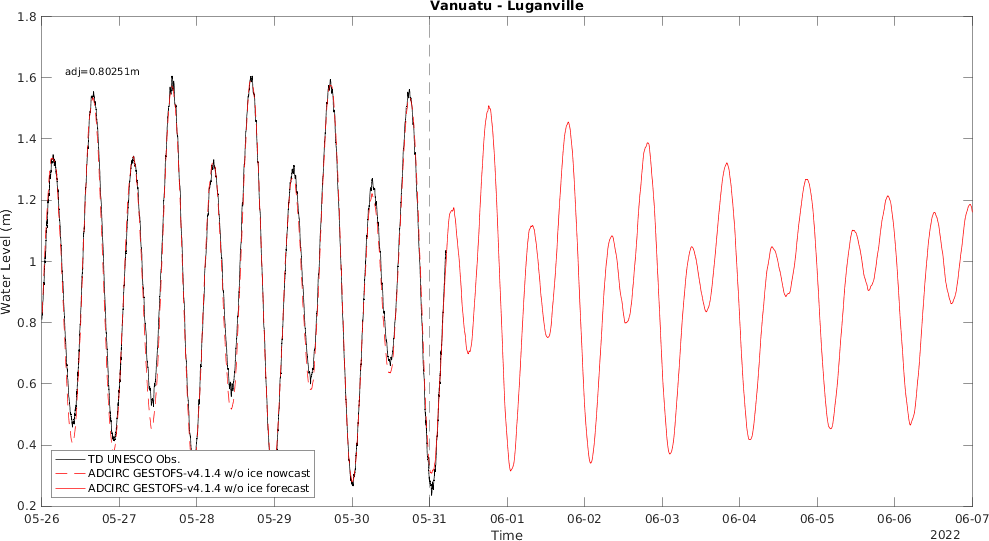 Vanuatu - Luganville
1.8
1.6
1.4
1.2
1
0.8
0.6
0.4
0.2
Water Level (m)
adj=0.80251m
TD UNESCO Obs.
ADCIRC GESTOFS-v4.1.4 w/o ice nowcast
ADCIRC GESTOFS-v4.1.4 w/o ice forecast
05-26 05-27 05-28 05-29 05-30 05-31 06-01 06-02 06-03 06-04 06-05 06-06 06-07
Time
2022